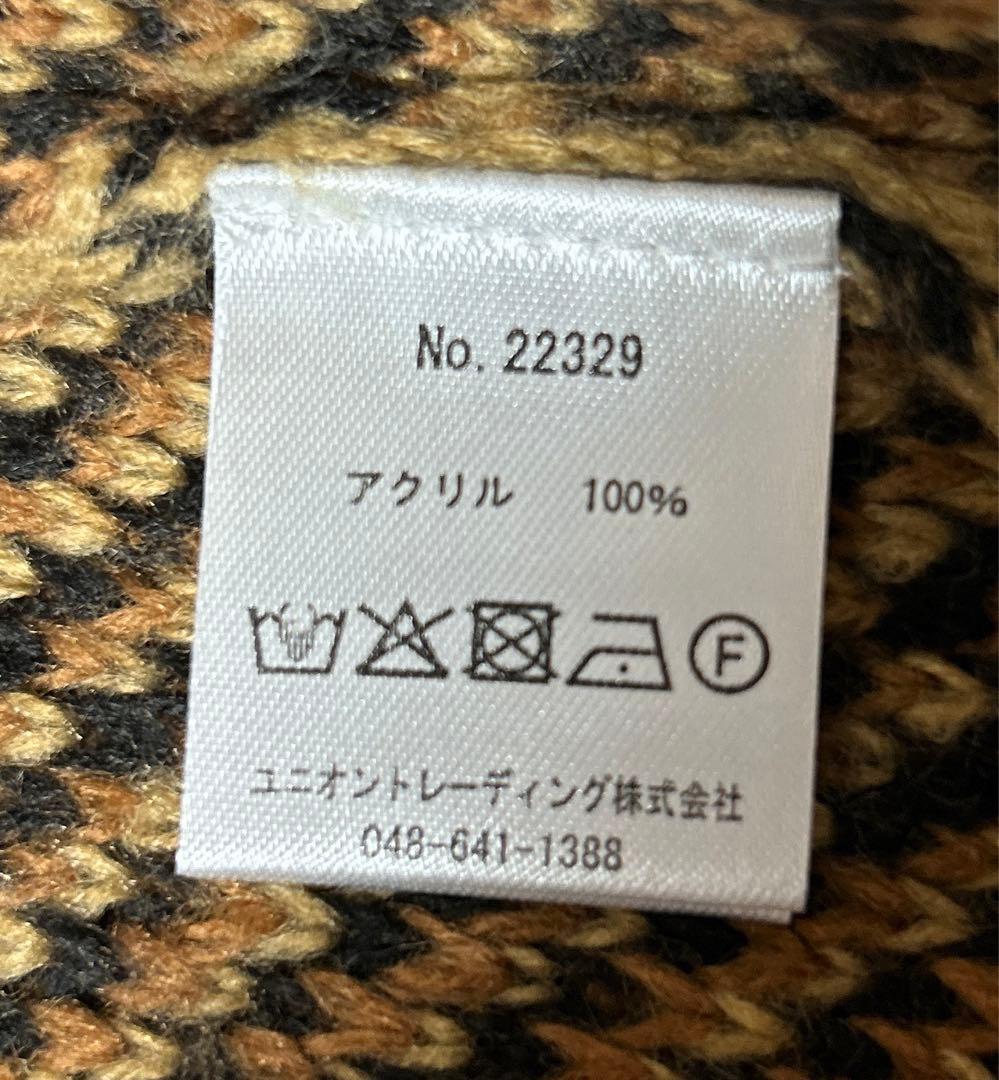 No. 22329
アクリル 100%
F
ユニオントレーディング株式会社
048-641-1388